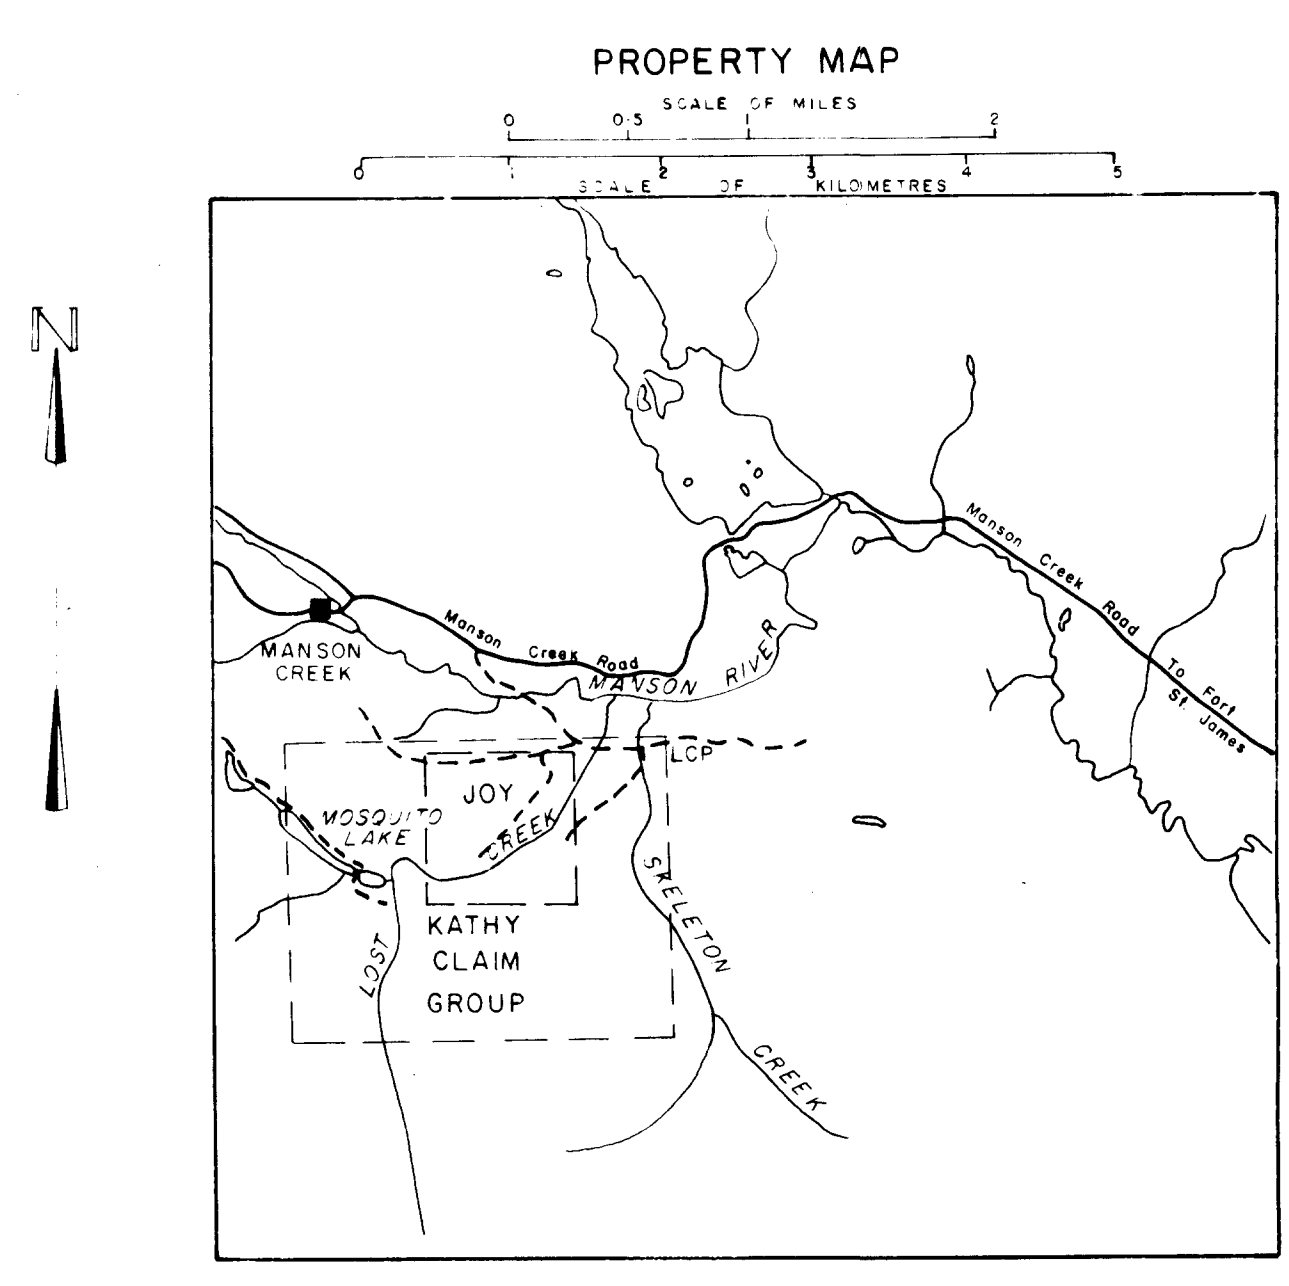 PROPERTY MAP
SCALE OF MILES
0 0.5 1 2
0 1 2 3 4 5
SCALE OF KILOMETRES
N
Manson Creek Road To Fort St. James
Manson Creek Road
MANSON
CREEK
MANSON RIVER
LCP
JOY
MOSQUITO
LAKE
LOST CREEK
SKELETON CREEK
KATHY
CLAIM
GROUP